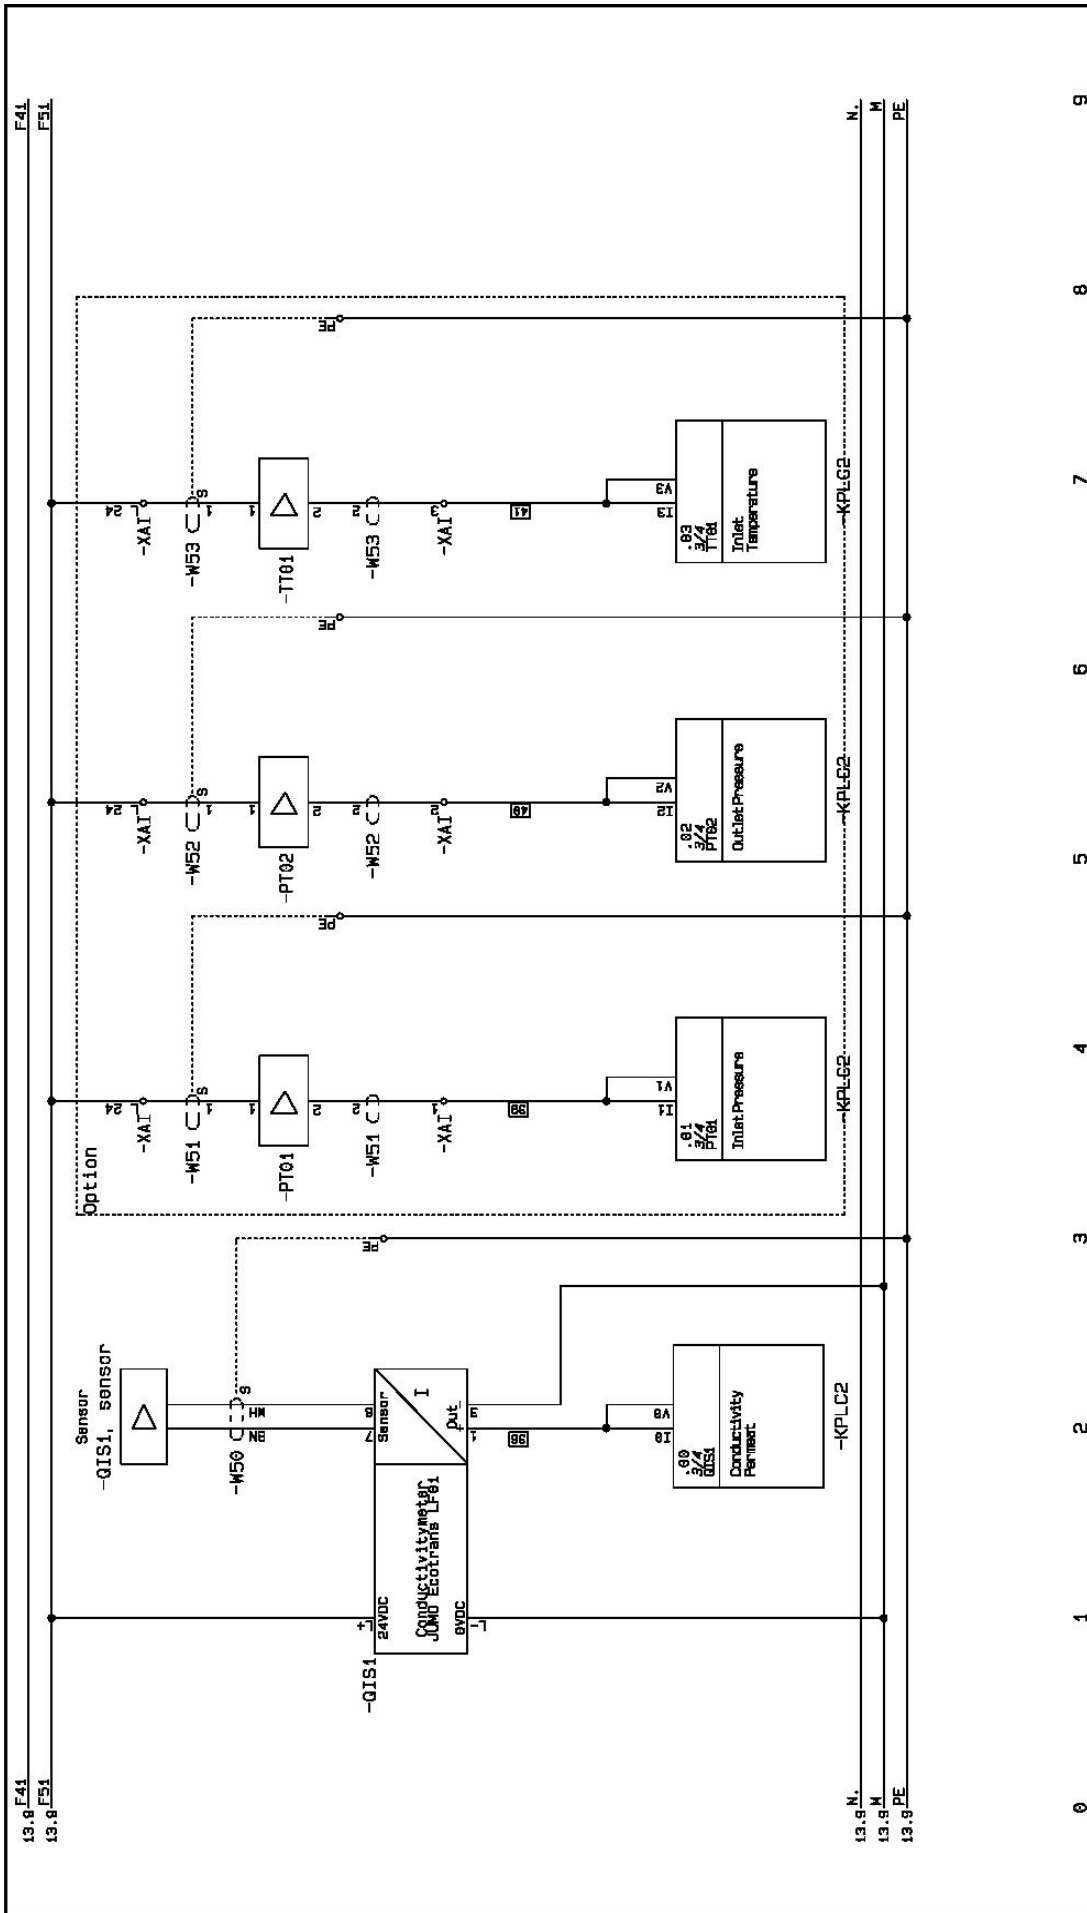 F41
13.9
F51
13.9
F41
F51
Sensor
-QIS1, sensor
-W50
BN
WH
S
PE
-QIS1
L+
24VDC
Conductivitymeter
JUMO Ecotrans LF01
0VDC
L-
7
8
Sensor
I
Out
+
-
1
3
I0
V0
.00
3/4
QIS1
Conductivity
Permeat
-KPLC2
Option
-XAI
L
24
-W51
1
S
1
-PT01
2
-W51
2
-XAI
1
39
PE
I1
V1
.01
3/4
PT01
Inlet Pressure
-KPLC2
-XAI
L
24
-W52
1
S
1
-PT02
2
-W52
2
-XAI
2
40
PE
I2
V2
.02
3/4
PT02
Outlet Pressure
-KPLC2
-XAI
L
24
-W53
1
S
1
-TT01
2
-W53
2
-XAI
3
41
PE
I3
V3
.03
3/4
TT01
Inlet
Temperature
-KPLC2
N.
13.9
M
13.9
PE
13.9
N.
M
PE
0
1
2
3
4
5
6
7
8
9